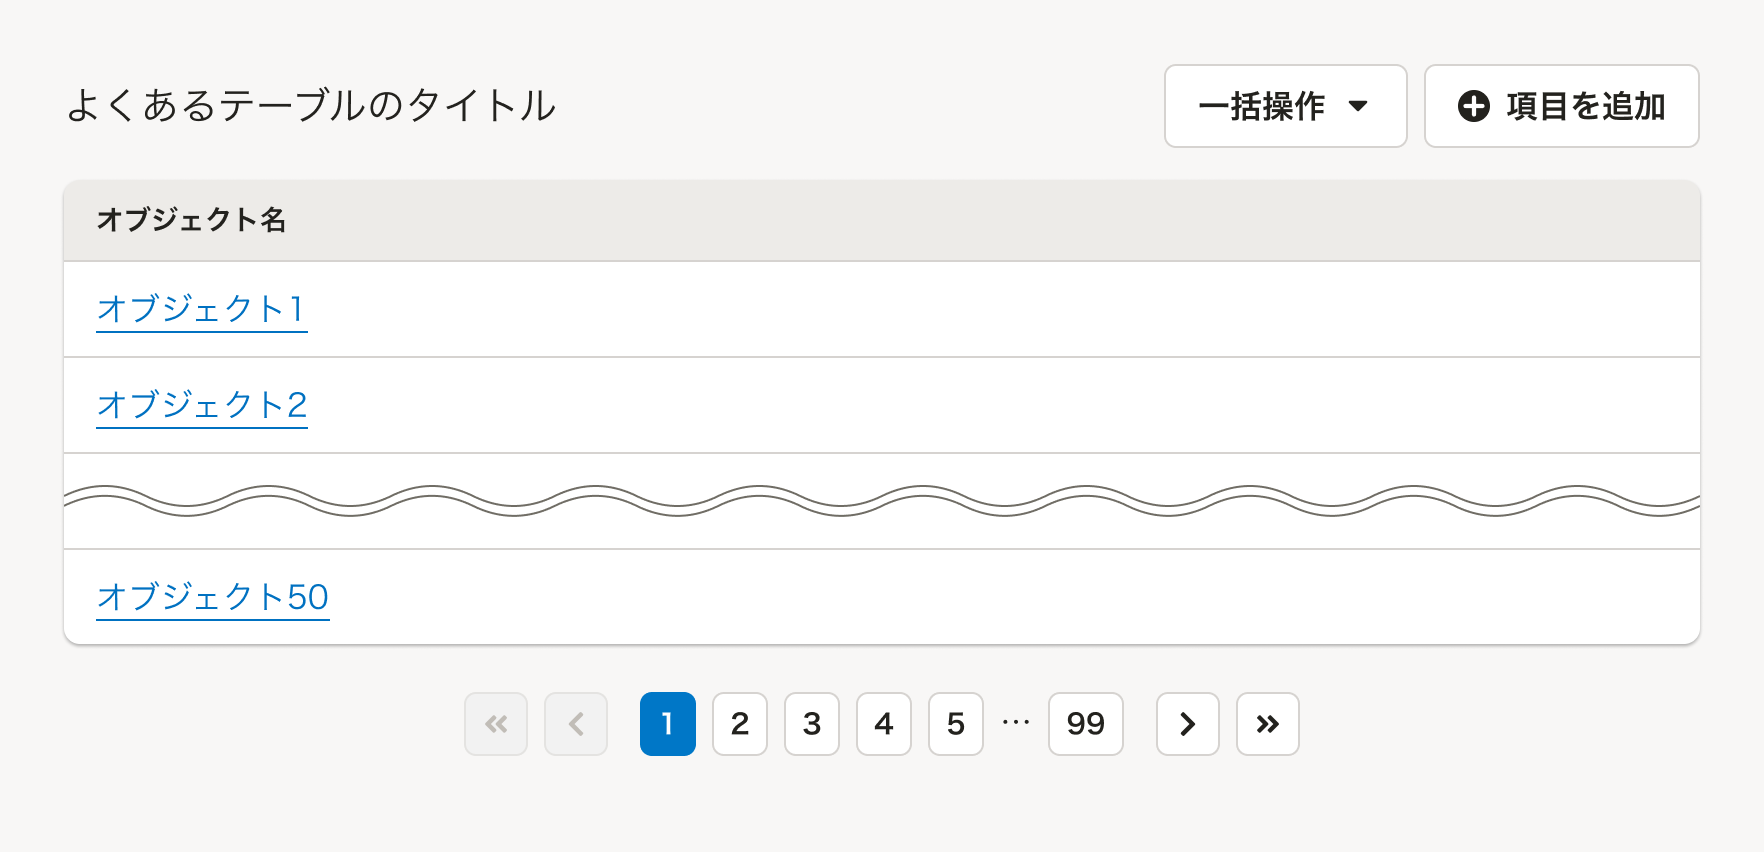 よくあるテーブルのタイトル
一括操作
項目を追加
オブジェクト名
オブジェクト1
オブジェクト2
オブジェクト50
1 2 3 4 5 … 99